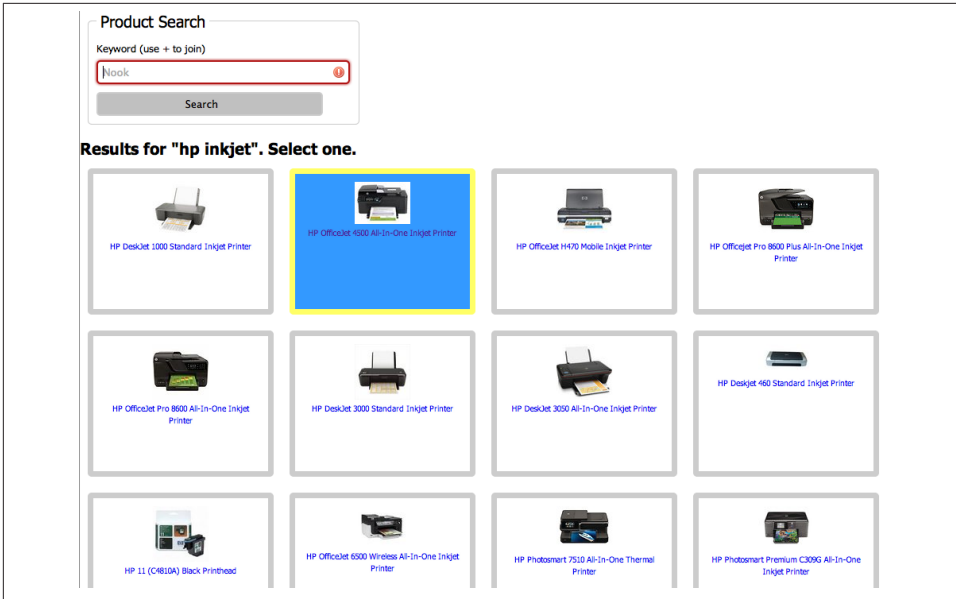 Product Search
Keyword (use + to join)
Nook
Search
Results for "hp inkjet". Select one.
HP DeskJet 1000 Standard Inkjet Printer
HP OfficeJet 4500 All-In-One Inkjet Printer
HP OfficeJet H470 Mobile Inkjet Printer
HP Officejet Pro 8600 Plus All-In-One Inkjet
Printer
HP OfficeJet Pro 8600 All-In-One Inkjet
Printer
HP DeskJet 3000 Standard Inkjet Printer
HP DeskJet 3050 All-In-One Inkjet Printer
HP Deskjet 460 Standard Inkjet Printer
HP 11 (C4810A) Black Printhead
HP OfficeJet 6500 Wireless All-In-One Inkjet
Printer
HP Photosmart 7510 All-In-One Thermal
Printer
HP Photosmart Premium C309G All-In-One
Inkjet Printer